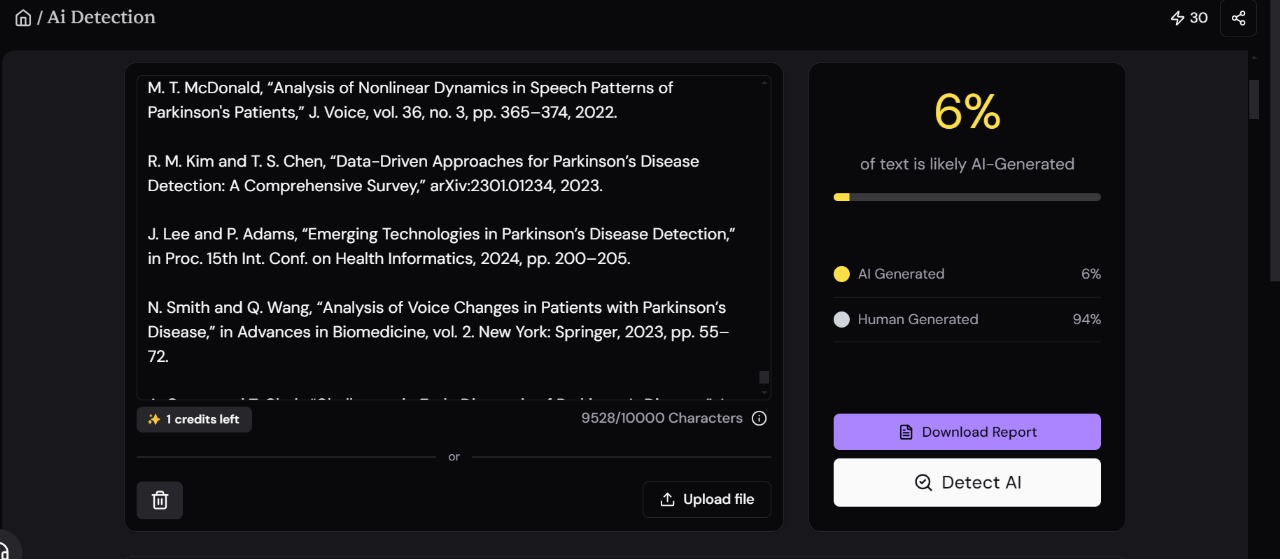 / Ai Detection
30
M. T. McDonald, “Analysis of Nonlinear Dynamics in Speech Patterns of
Parkinson's Patients,” J. Voice, vol. 36, no. 3, pp. 365–374, 2022.
R. M. Kim and T. S. Chen, “Data-Driven Approaches for Parkinson’s Disease
Detection: A Comprehensive Survey,” arXiv:2301.01234, 2023.
J. Lee and P. Adams, “Emerging Technologies in Parkinson’s Disease Detection,”
in Proc. 15th Int. Conf. on Health Informatics, 2024, pp. 200–205.
N. Smith and Q. Wang, “Analysis of Voice Changes in Patients with Parkinson’s
Disease,” in Advances in Biomedicine, vol. 2. New York: Springer, 2023, pp. 55–
72.
1 credits left
9528/10000 Characters
or
Upload file
6%
of text is likely AI-Generated
AI Generated 6%
Human Generated 94%
Download Report
Detect AI